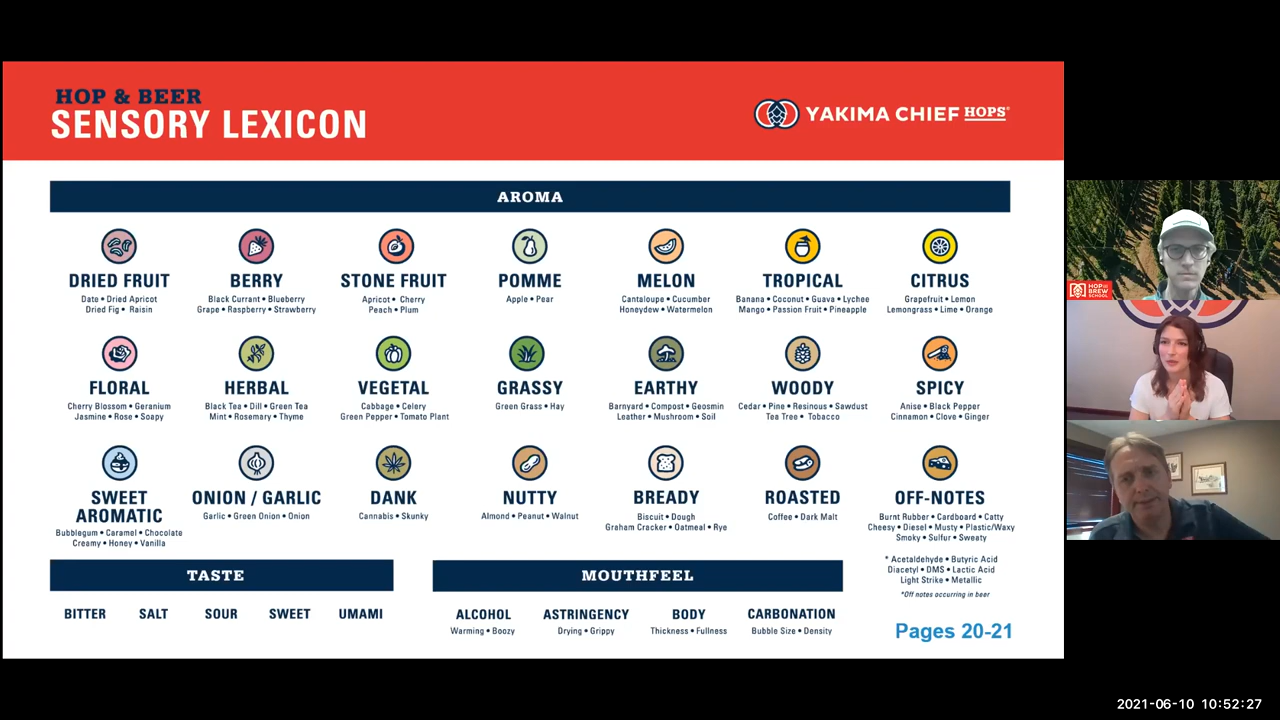 HOP & BEER
SENSORY LEXICON
YAKIMA CHIEF HOPS®
AROMA
DRIED FRUIT
Date • Dried Apricot
Dried Fig • Raisin
BERRY
Black Currant • Blueberry
Grape • Raspberry • Strawberry
STONE FRUIT
Apricot • Cherry
Peach • Plum
POMME
Apple • Pear
MELON
Cantaloupe • Cucumber
Honeydew • Watermelon
TROPICAL
Banana • Coconut • Guava • Lychee
Mango • Passion Fruit • Pineapple
CITRUS
Grapefruit • Lemon
Lemongrass • Lime • Orange
FLORAL
Cherry Blossom • Geranium
Jasmine • Rose • Soapy
HERBAL
Black Tea • Dill • Green Tea
Mint • Rosemary • Thyme
VEGETAL
Cabbage • Celery
Green Pepper • Tomato Plant
GRASSY
Green Grass • Hay
EARTHY
Barnyard • Compost • Geosmin
Leather • Mushroom • Soil
WOODY
Cedar • Pine • Resinous • Sawdust
Tea Tree • Tobacco
SPICY
Anise • Black Pepper
Cinnamon • Clove • Ginger
SWEET
AROMATIC
Bubblegum • Caramel • Chocolate
Creamy • Honey • Vanilla
ONION / GARLIC
Garlic • Green Onion • Onion
DANK
Cannabis • Skunky
NUTTY
Almond • Peanut • Walnut
BREADY
Biscuit • Dough
Graham Cracker • Oatmeal • Rye
ROASTED
Coffee • Dark Malt
OFF-NOTES
Burnt Rubber • Cardboard • Catty
Cheesy • Diesel • Musty • Plastic/Waxy
Smoky • Sulfur • Sweaty
* Acetaldehyde • Butyric Acid
Diacetyl • DMS • Lactic Acid
Light Strike • Metallic
*Off notes occurring in beer
TASTE
BITTER
SALT
SOUR
SWEET
UMAMI
MOUTHFEEL
ALCOHOL
Warming • Boozy
ASTRINGENCY
Drying • Grippy
BODY
Thickness • Fullness
CARBONATION
Bubble Size • Density
Pages 20-21
HOP
BREW
SCHOOL
2021-06-10 10:52:27